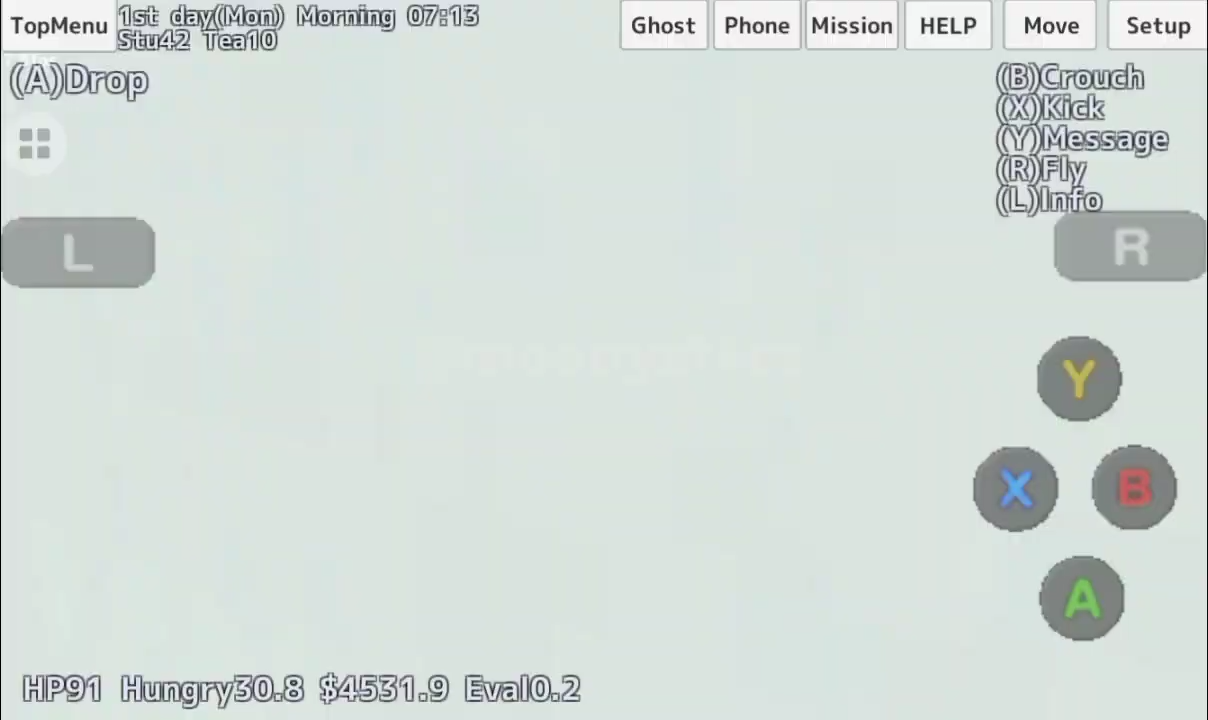 TopMenu
1st day(Mon) Morning 07:13
Stu42 Tea10
Ghost
Phone
Mission
HELP
Move
Setup
(A)Drop
(B)Crouch
(X)Kick
(Y)Message
(R)Fly
(L)Info
L
R
Y
X
B
A
HP91 Hungry30.8 $4531.9 Eval0.2